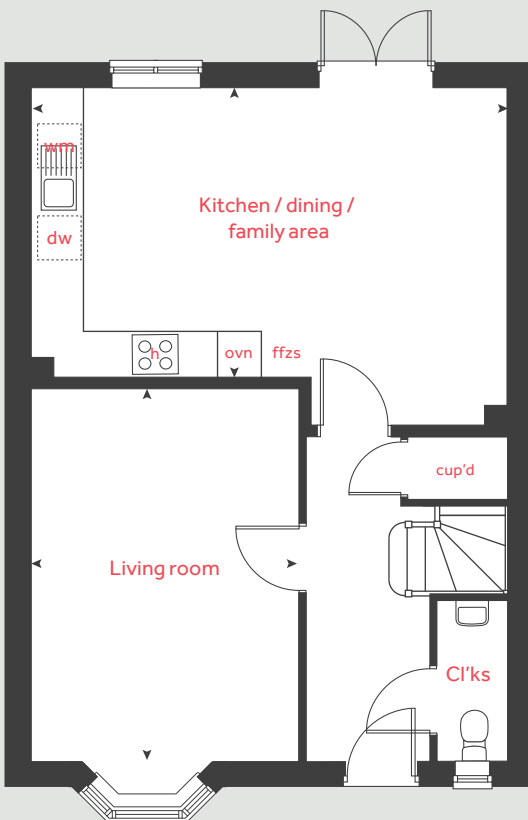 wm
Kitchen / dining /
family area
dw
h
ovn
ffzs
cup'd
Living room
Cl'ks